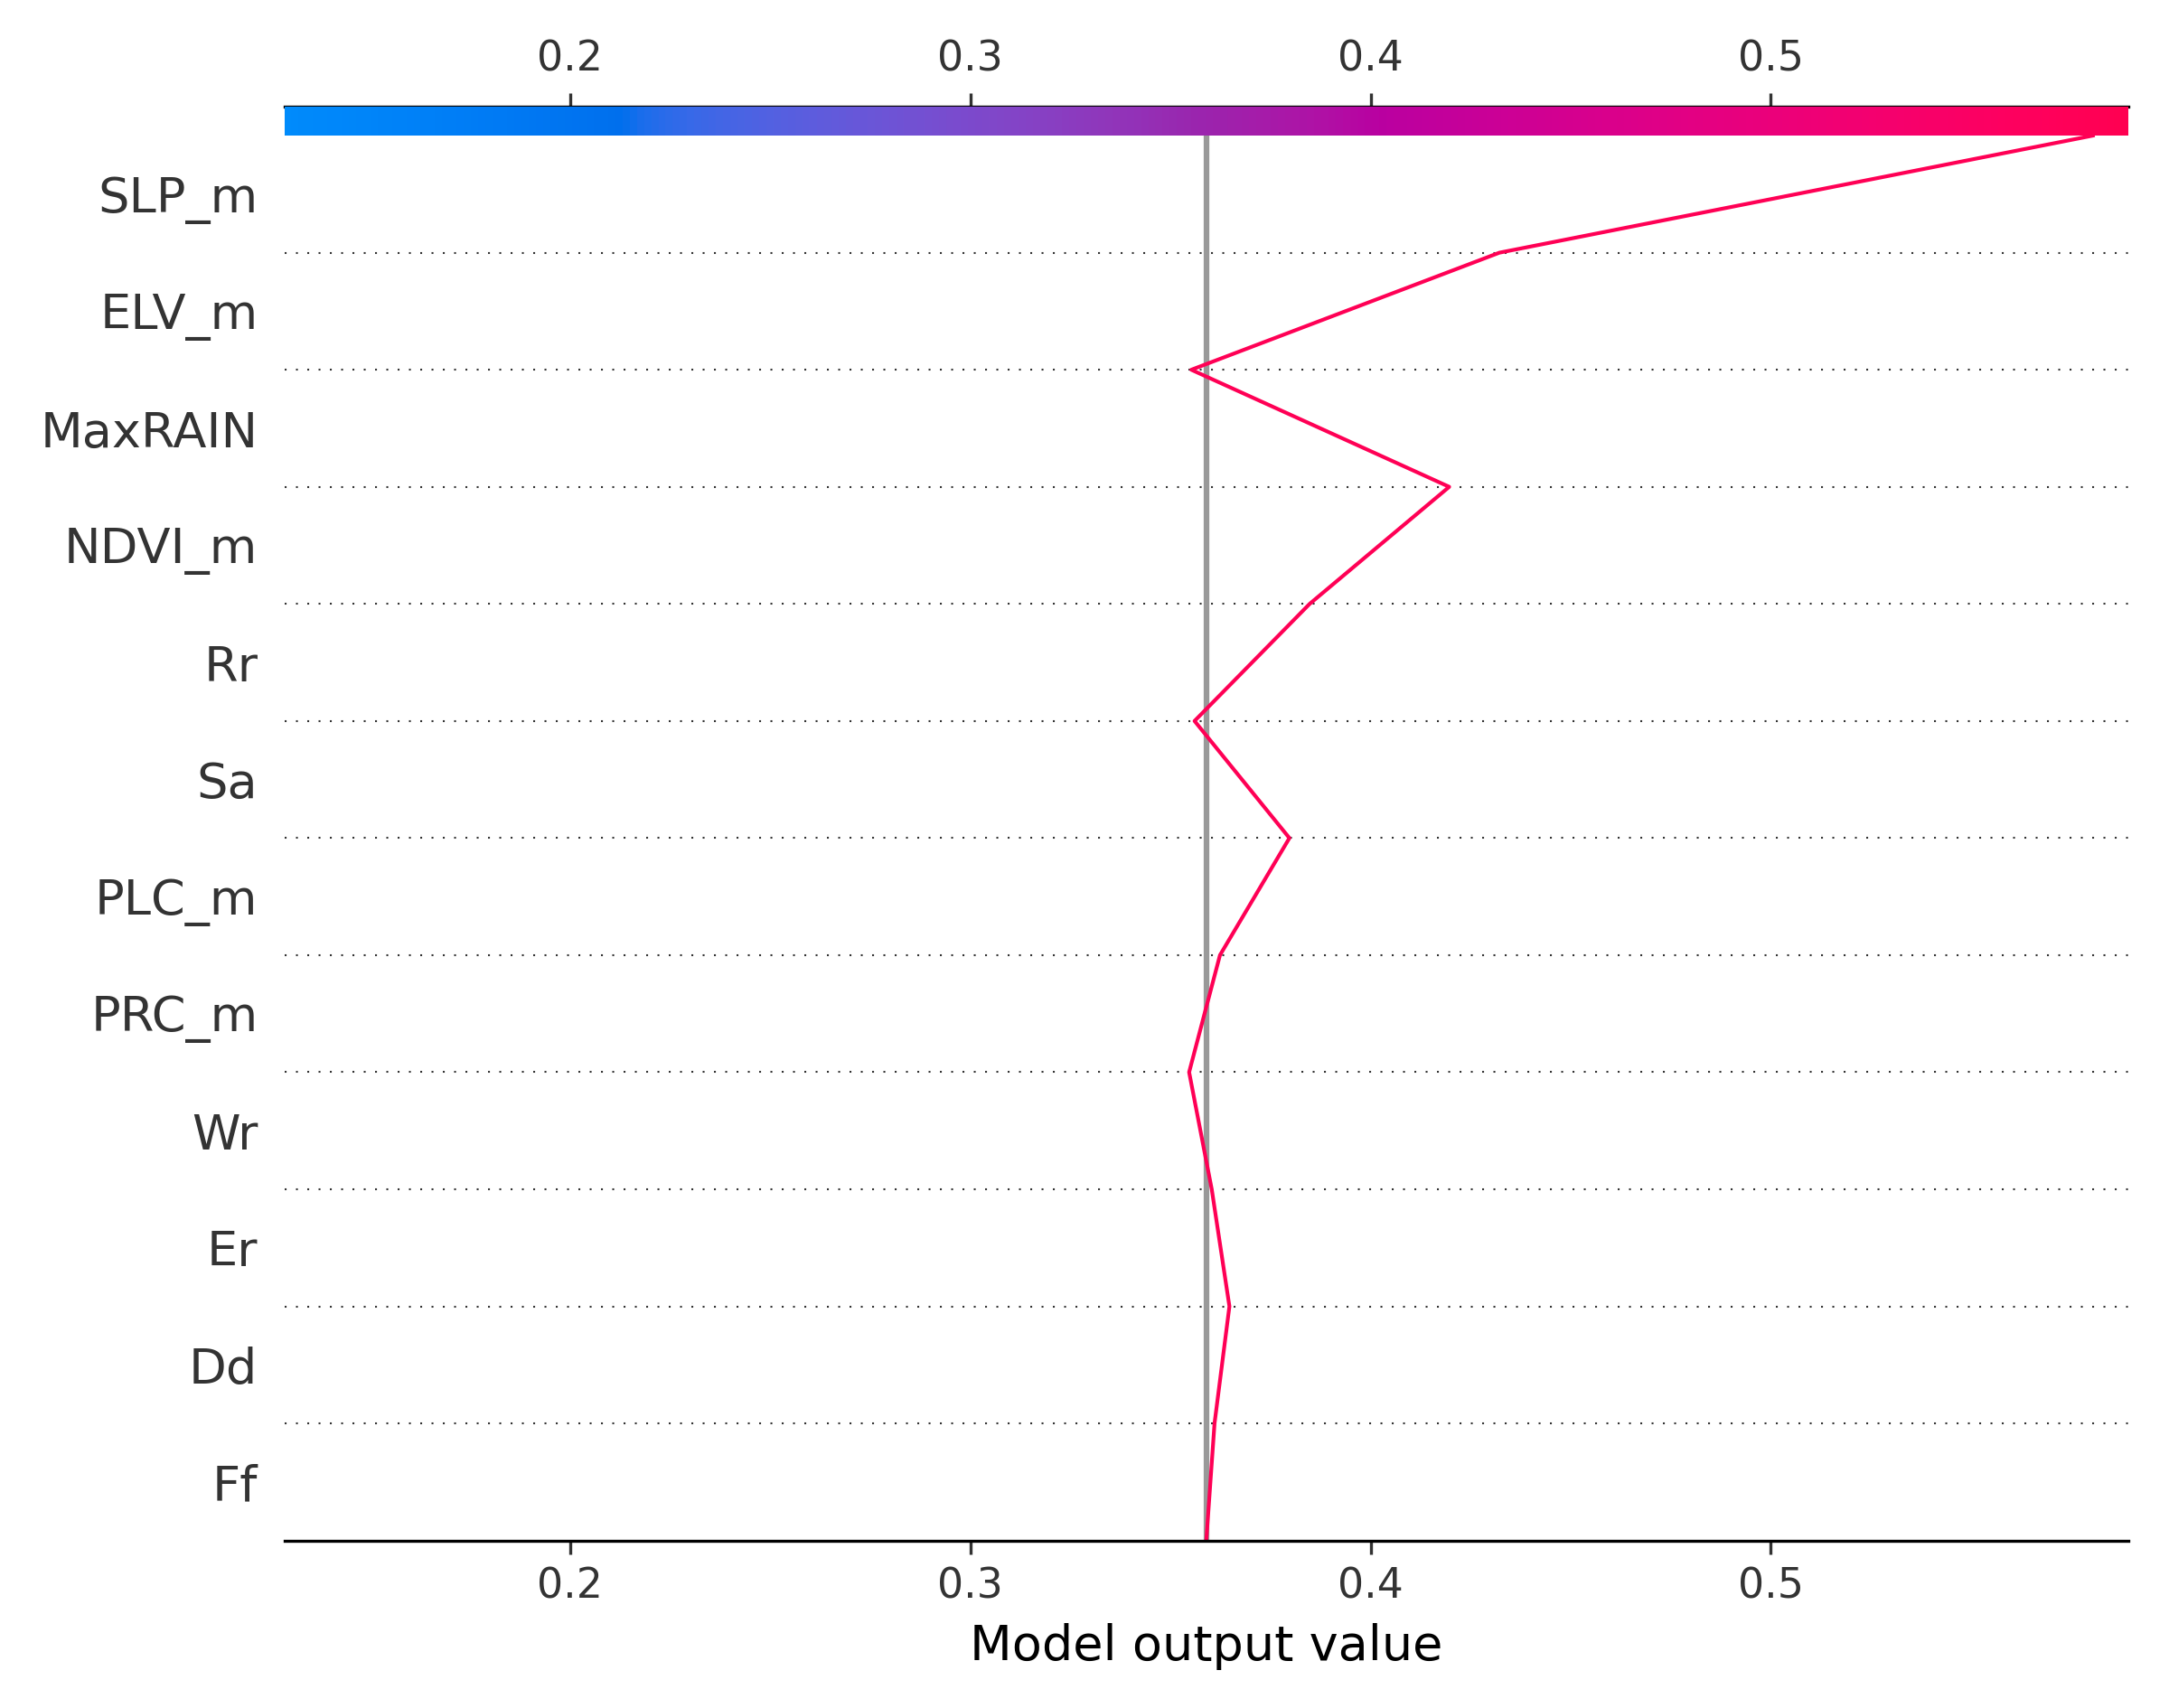 0.2 0.3 0.4 0.5
SLP_m
ELV_m
MaxRAIN
NDVI_m
Rr
Sa
PLC_m
PRC_m
Wr
Er
Dd
Ff
0.2 0.3 0.4 0.5
Model output value